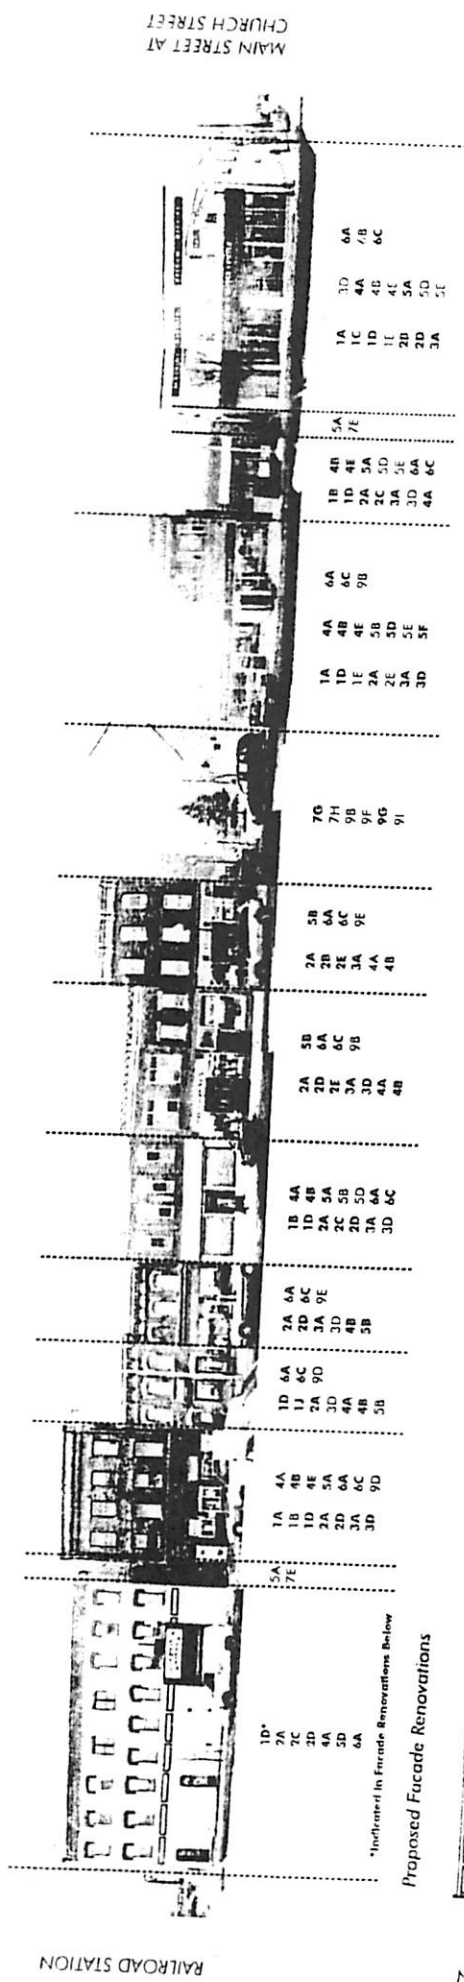 RAILROAD STATION
MAIN STREET AT
CHURCH STREET
1D*
2A
2C
2D
4A
5D
6A
5A
7E
1A 4A
1B 4B
1D 4E
2A 5A
2D 6A
3A 6C
3D 9D
1D 6A
1J 6C
2A 9D
3D
4A
4B
5B
2A 6A
2D 6C
3A 9E
3D
4B
5B
1B 4A
1D 4B
2A 5A
2C 5B
2D 5D
3A 6A
3D 6C
2A 5B
2D 6A
2E 6C
3A 9B
3D
4A
4B
2A 5B
2B 6A
2E 6C
3A 9E
4A
4B
7G
7H
9B
9F
9G
9I
1A 4A 6A
1D 4B 6C
1E 4E 9B
2A 5B
2E 5D
3A 5E
3D 5F
1B 4B
1D 4E
2A 5A
2C 5D
3A 5E
3D 6A
4A 6C
5A
7E
1A 3D 6A
1C 4A 6B
1D 4B 6C
1E 4E
2B 5A
2D 5D
3A 5E
*Indicated in Facade Renovations Below
Proposed Facade Renovations